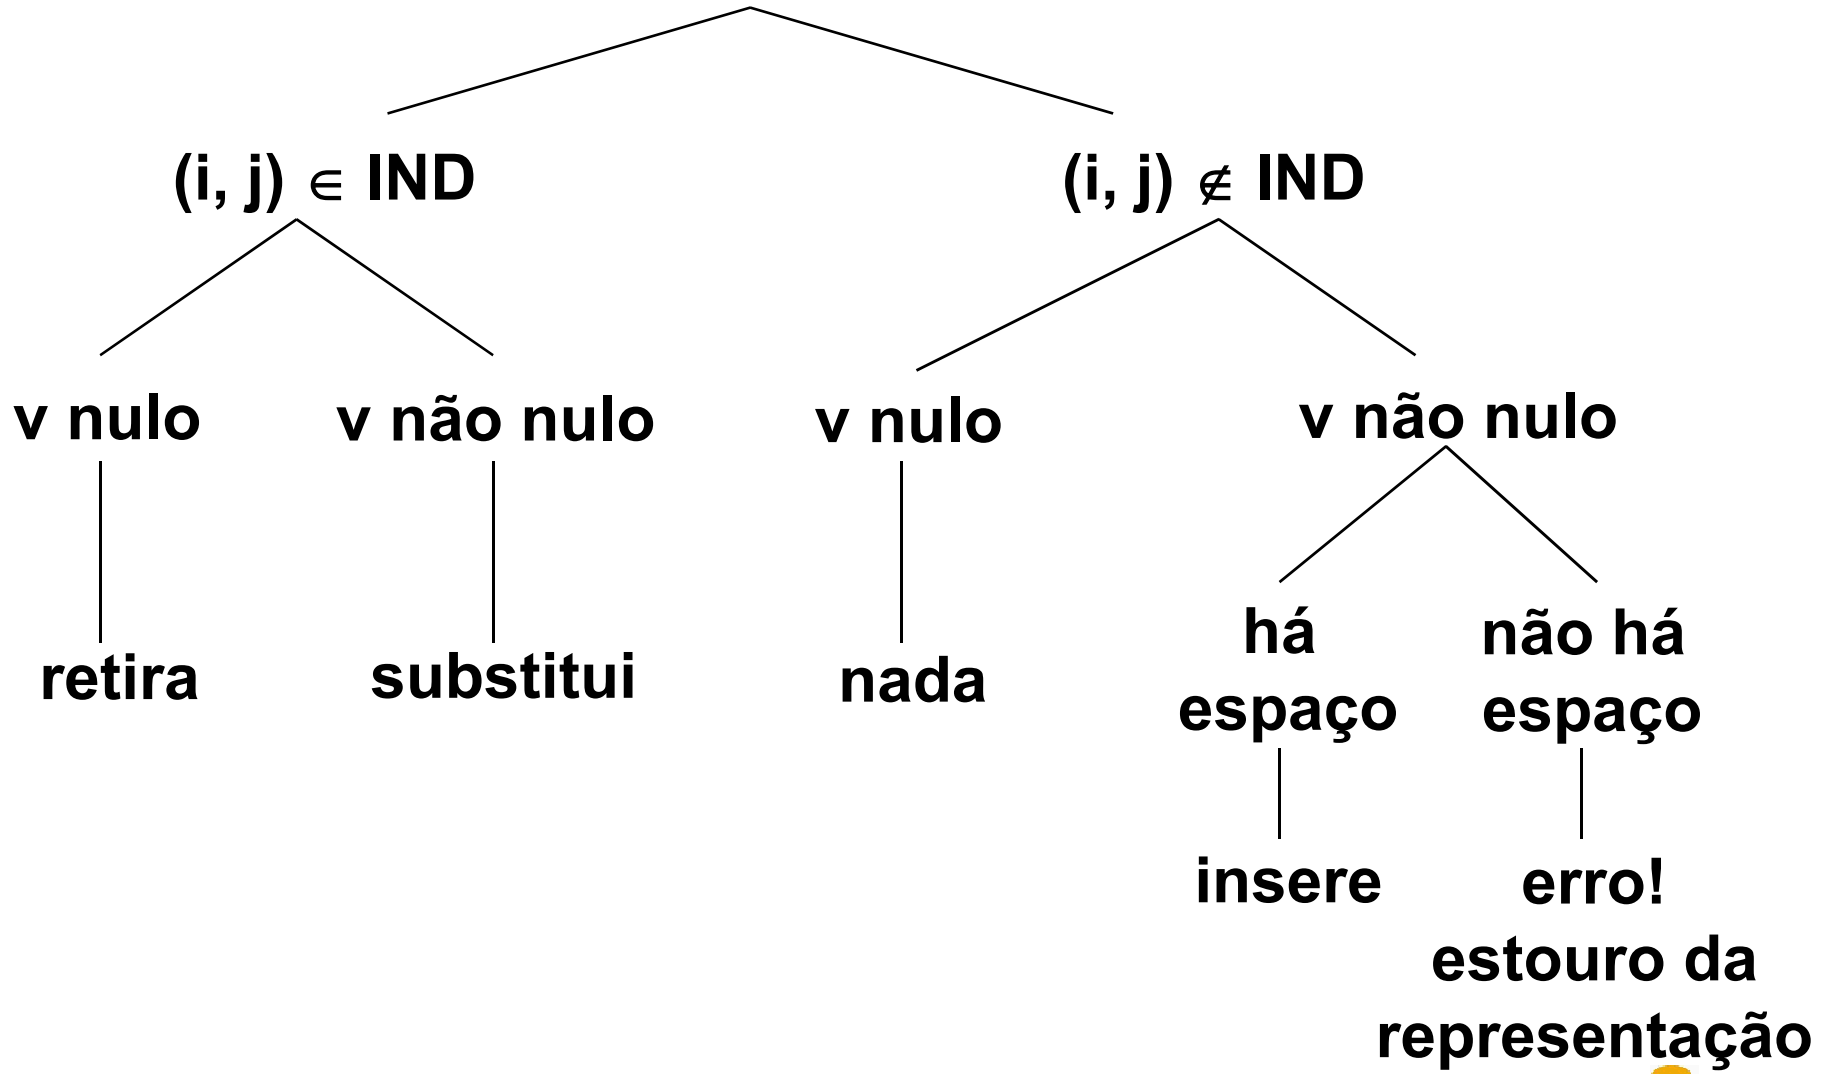 (i, j) ∈ IND
(i, j) ∉ IND
v nulo
v não nulo
v nulo
v não nulo
retira
substitui
nada
há
espaço
não há
espaço
insere
erro!
estouro da
representação